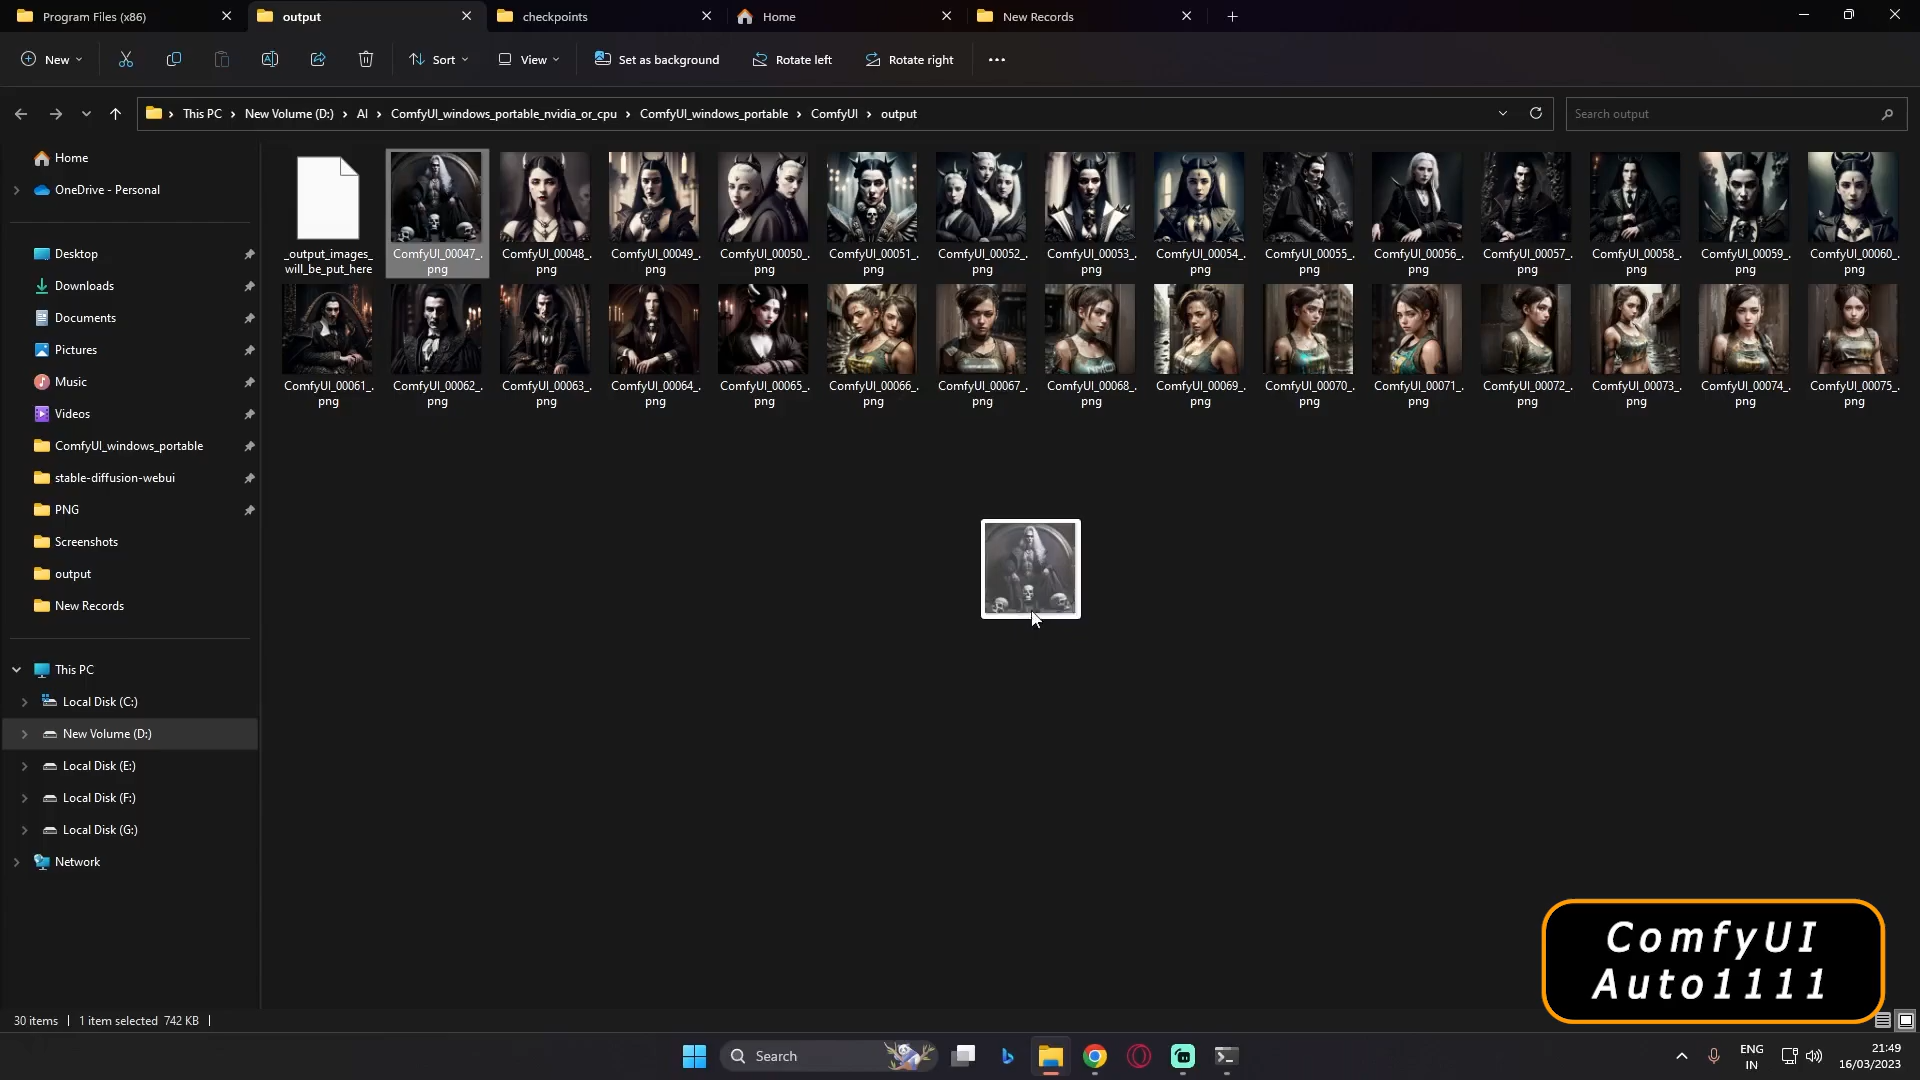 Program Files (x86)
output
checkpoints
Home
New Records
New
Sort
View
Set as background
Rotate left
Rotate right
This PC > New Volume (D:) > AI > ComfyUI_windows_portable_nvidia_or_cpu > ComfyUI_windows_portable > ComfyUI > output
Search output
Home
OneDrive - Personal
Desktop
Downloads
Documents
Pictures
Music
Videos
ComfyUI_windows_portable
stable-diffusion-webui
PNG
Screenshots
output
New Records
This PC
Local Disk (C:)
New Volume (D:)
Local Disk (E:)
Local Disk (F:)
Local Disk (G:)
Network
_output_images_
will_be_put_here
ComfyUI_00047_.
png
ComfyUI_00048_.
png
ComfyUI_00049_.
png
ComfyUI_00050_.
png
ComfyUI_00051_.
png
ComfyUI_00052_.
png
ComfyUI_00053_.
png
ComfyUI_00054_.
png
ComfyUI_00055_.
png
ComfyUI_00056_.
png
ComfyUI_00057_.
png
ComfyUI_00058_.
png
ComfyUI_00059_.
png
ComfyUI_00060_.
png
ComfyUI_00061_.
png
ComfyUI_00062_.
png
ComfyUI_00063_.
png
ComfyUI_00064_.
png
ComfyUI_00065_.
png
ComfyUI_00066_.
png
ComfyUI_00067_.
png
ComfyUI_00068_.
png
ComfyUI_00069_.
png
ComfyUI_00070_.
png
ComfyUI_00071_.
png
ComfyUI_00072_.
png
ComfyUI_00073_.
png
ComfyUI_00074_.
png
ComfyUI_00075_.
png
ComfyUI
Auto1111
30 items
1 item selected 742 KB
Search
ENG
IN
21:49
16/03/2023